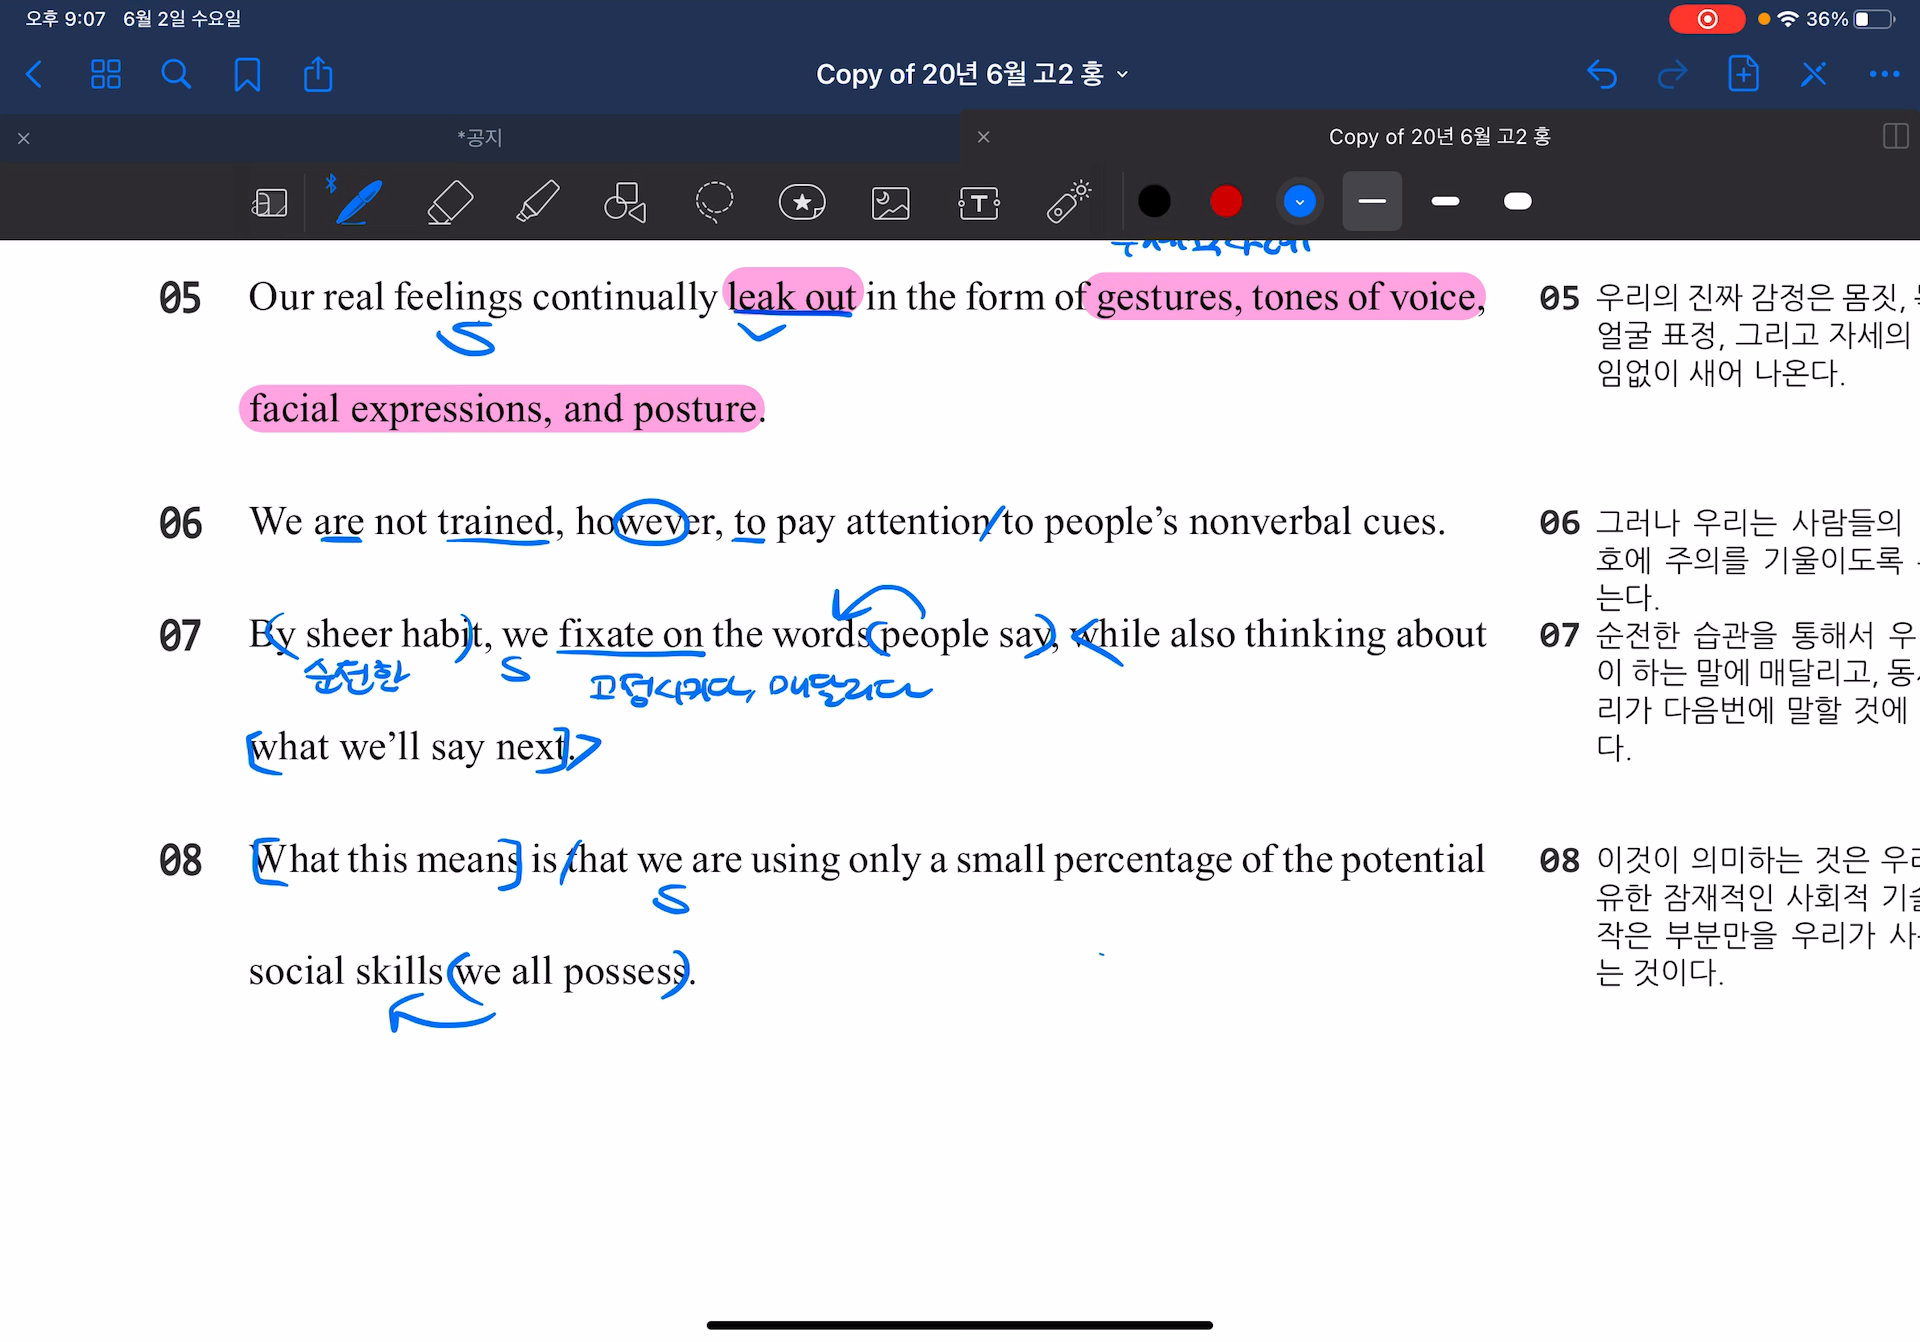 오후 9:07 6월 2일 수요일 36%
Copy of 20년 6월 고2 홍
*공지 Copy of 20년 6월 고2 홍
05 Our real feelings continually leak out in the form of gestures, tones of voice,
S
facial expressions, and posture.
06 We are not trained, however, to pay attention/to people's nonverbal cues.
07 By sheer habit, we fixate on the words (people say), while also thinking about
순전한 S 고정시키다, 매달리다
[what we'll say next.]>
08 [What this means] is/that we are using only a small percentage of the potential
S
social skills (we all possess).
05 우리의 진짜 감정은 몸짓,
얼굴 표정, 그리고 자세의
임없이 새어 나온다.
06 그러나 우리는 사람들의
호에 주의를 기울이도록
는다.
07 순전한 습관을 통해서 우
이 하는 말에 매달리고,
리가 다음번에 말할 것에
다.
08 이것이 의미하는 것은
유한 잠재적인 사회적
작은 부분만을 우리가
는 것이다.